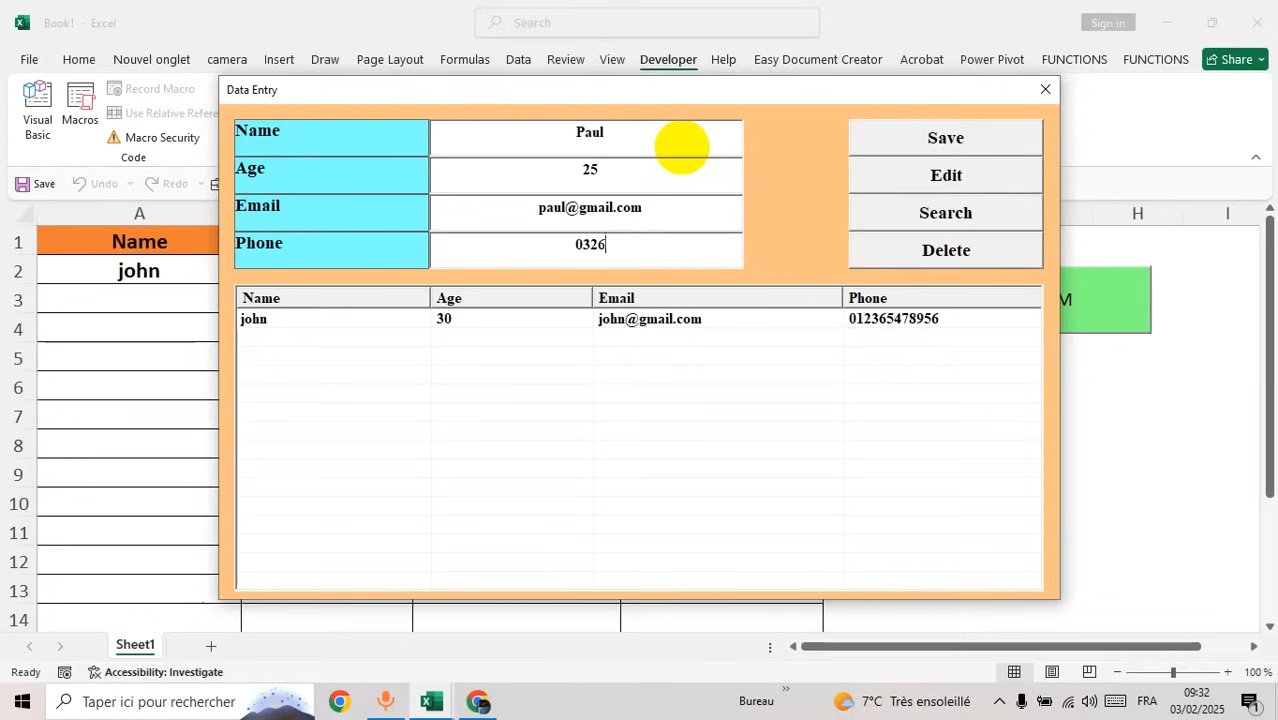 Book1 - Excel
Search
Sign in
File Home Nouvel onglet camera Insert Draw Page Layout Formulas Data Review View Developer Help Easy Document Creator Acrobat Power Pivot FUNCTIONS FUNCTIONS Share
Visual Basic
Macros
Record Macro
Use Relative Refere
Macro Security
Code
Save Undo Redo
Data Entry
Name Paul Save
Age 25 Edit
Email paul@gmail.com Search
Phone 0326 Delete
Name Age Email Phone
john 30 john@gmail.com 012365478956
A H I
1 Name
2 john
3 M
4
5
6
7
8
9
10
11
12
13
14
Sheet1
Ready Accessibility: Investigate 100 %
Taper ici pour rechercher Bureau 7°C Très ensoleillé FRA
09:32
03/02/2025
1